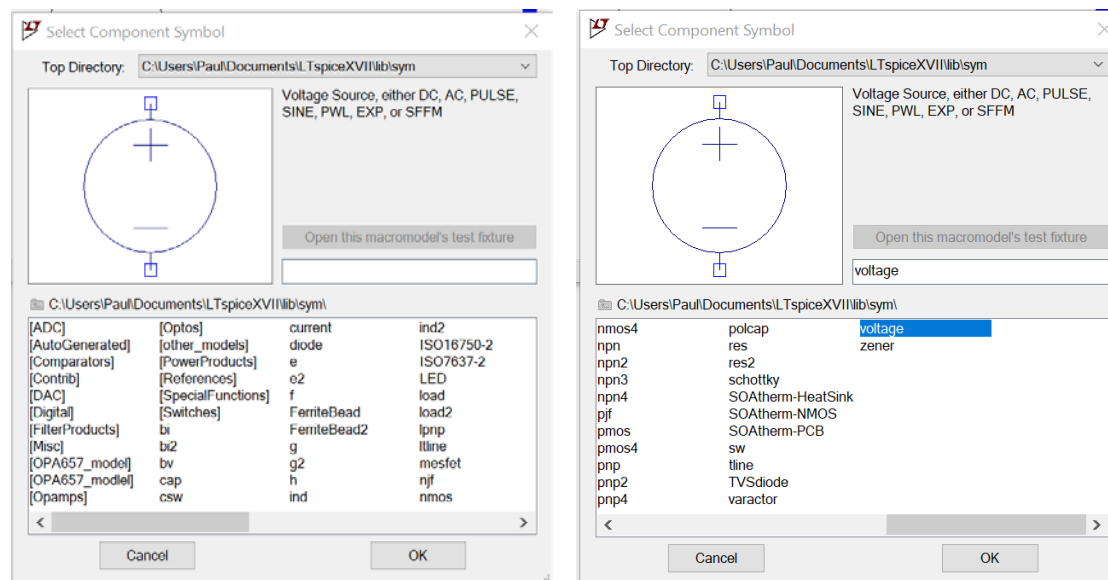 Select Component Symbol
Top Directory: C:\Users\Paul\Documents\LTspiceXVII\lib\sym
Voltage Source, either DC, AC, PULSE,
SINE, PWL, EXP, or SFFM
Open this macromodel's test fixture
C:\Users\Paul\Documents\LTspiceXVII\lib\sym\
[ADC] [Optos] current ind2
[AutoGenerated] [other_models] diode ISO16750-2
[Comparators] [PowerProducts] e ISO7637-2
[Contrib] [References] e2 LED
[DAC] [SpecialFunctions] f load
[Digital] [Switches] FerriteBead load2
[FilterProducts] bi FerriteBead2 lpnp
[Misc] bi2 g ltline
[OPA657_model] bv g2 mesfet
[OPA657_modlel] cap h njf
[Opamps] csw ind nmos
Cancel OK
Select Component Symbol
Top Directory: C:\Users\Paul\Documents\LTspiceXVII\lib\sym
Voltage Source, either DC, AC, PULSE,
SINE, PWL, EXP, or SFFM
Open this macromodel's test fixture
voltage
C:\Users\Paul\Documents\LTspiceXVII\lib\sym\
nmos4 polcap voltage
npn res zener
npn2 res2
npn3 schottky
npn4 SOAtherm-HeatSink
pjf SOAtherm-NMOS
pmos SOAtherm-PCB
pmos4 sw
pnp tline
pnp2 TVSdiode
pnp4 varactor
Cancel OK